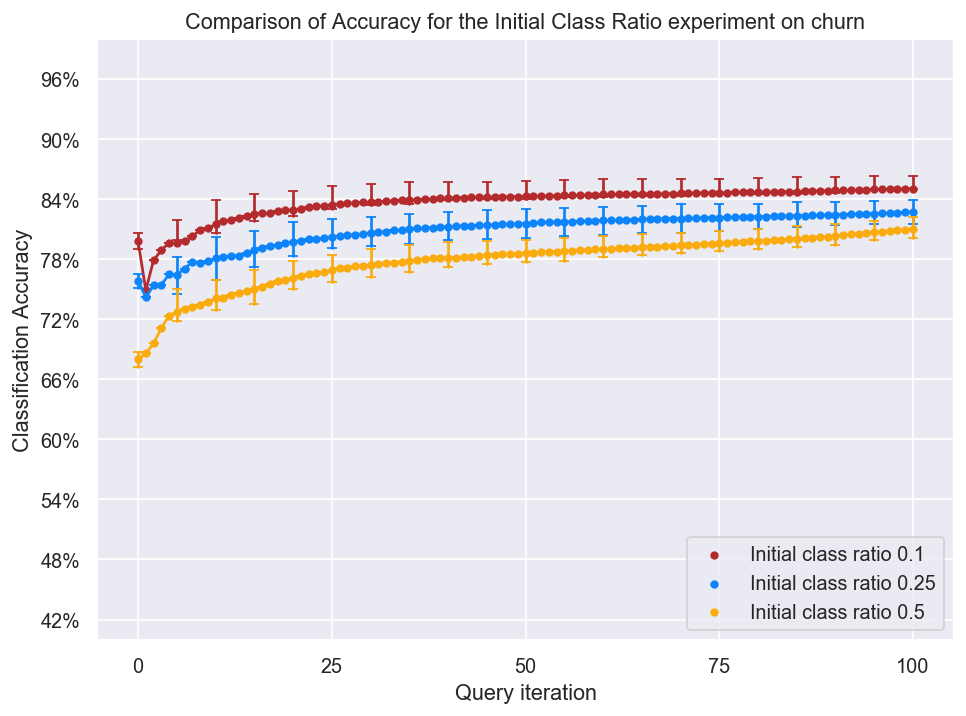 Comparison of Accuracy for the Initial Class Ratio experiment on churn
Classification Accuracy
96%
90%
84%
78%
72%
66%
60%
54%
48%
42%
Initial class ratio 0.1
Initial class ratio 0.25
Initial class ratio 0.5
0 25 50 75 100
Query iteration